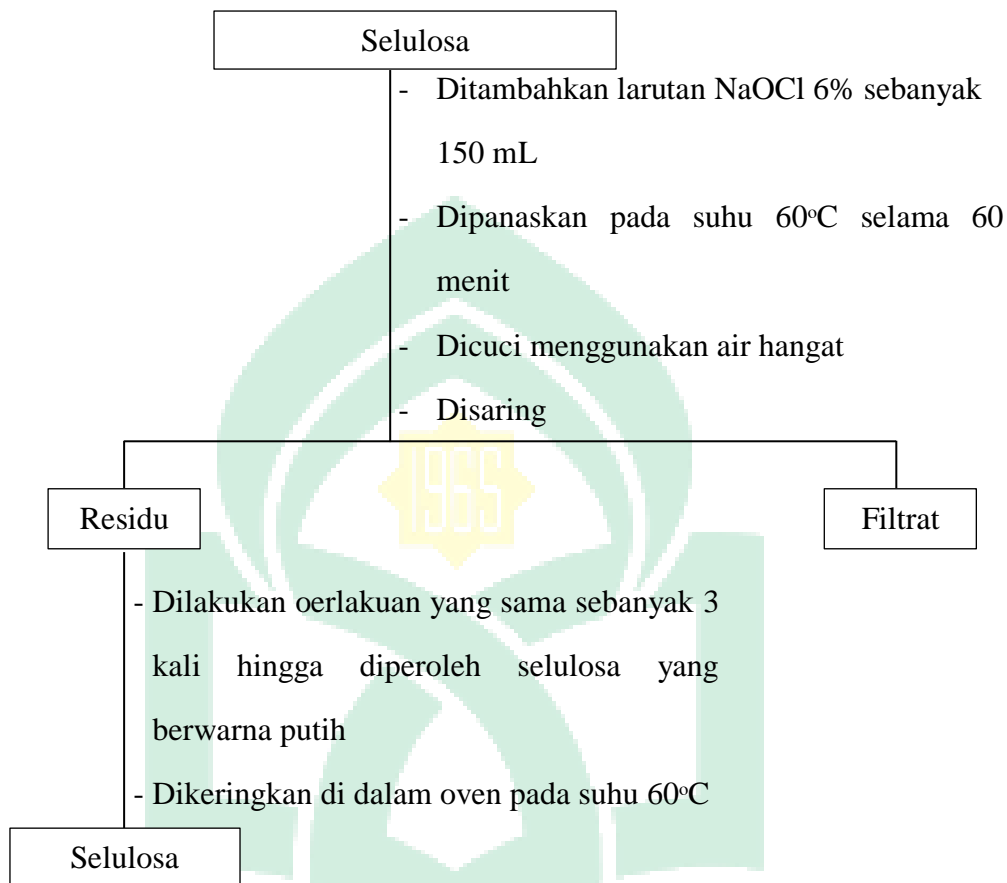 Selulosa
- Ditambahkan larutan NaOCl 6% sebanyak
150 mL
- Dipanaskan pada suhu 60°C selama 60
menit
- Dicuci menggunakan air hangat
- Disaring
1965
Residu
Filtrat
- Dilakukan oerlakuan yang sama sebanyak 3
kali hingga diperoleh selulosa yang
berwarna putih
- Dikeringkan di dalam oven pada suhu 60°C
Selulosa